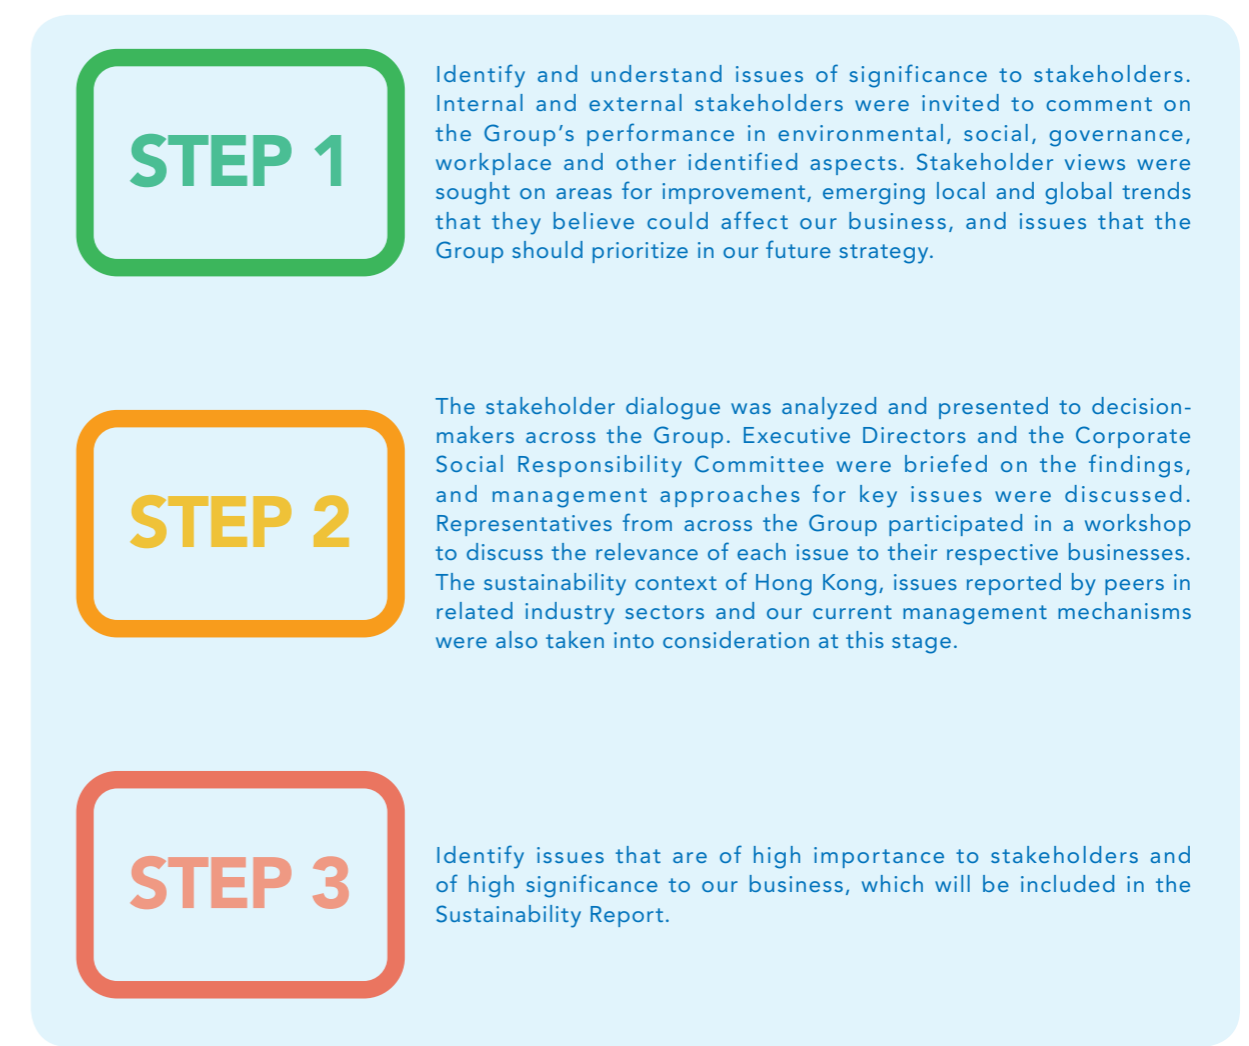 STEP 1
Identify and understand issues of significance to stakeholders.
Internal and external stakeholders were invited to comment on
the Group's performance in environmental, social, governance,
workplace and other identified aspects. Stakeholder views were
sought on areas for improvement, emerging local and global trends
that they believe could affect our business, and issues that the
Group should prioritize in our future strategy.
STEP 2
The stakeholder dialogue was analyzed and presented to decision-
makers across the Group. Executive Directors and the Corporate
Social Responsibility Committee were briefed on the findings,
and management approaches for key issues were discussed.
Representatives from across the Group participated in a workshop
to discuss the relevance of each issue to their respective businesses.
The sustainability context of Hong Kong, issues reported by peers in
related industry sectors and our current management mechanisms
were also taken into consideration at this stage.
STEP 3
Identify issues that are of high importance to stakeholders and
of high significance to our business, which will be included in the
Sustainability Report.